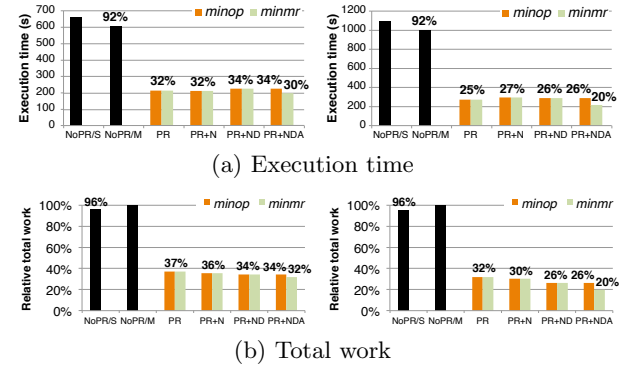 700
600
500
400
300
200
100
0
Execution time (s)
minop minmr
92%
32% 32% 34% 34% 30%
NoPR/S NoPR/M PR PR+N PR+ND PR+NDA
1200
1000
800
600
400
200
0
Execution time (s)
minop minmr
92%
25% 27% 26% 26% 20%
NoPR/S NoPR/M PR PR+N PR+ND PR+NDA
(a) Execution time
100%
80%
60%
40%
20%
0%
Relative total work
minop minmr
96%
37% 36% 34% 34% 32%
NoPR/S NoPR/M PR PR+N PR+ND PR+NDA
100%
80%
60%
40%
20%
0%
Relative total work
minop minmr
96%
32% 30% 26% 26% 20%
NoPR/S NoPR/M PR PR+N PR+ND PR+NDA
(b) Total work